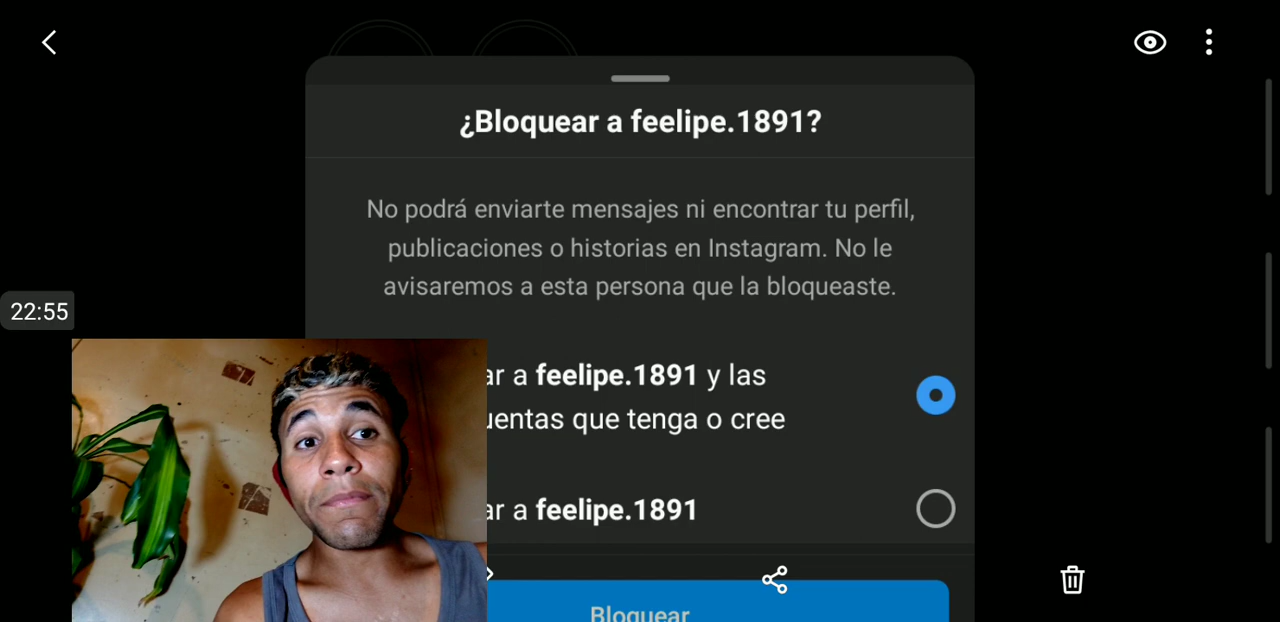 ¿Bloquear a feelipe.1891?
No podrá enviarte mensajes ni encontrar tu perfil,
publicaciones o historias en Instagram. No le
avisaremos a esta persona que la bloqueaste.
22:55
ar a feelipe.1891 y las
uentas que tenga o cree
ar a feelipe.1891
Bloquear